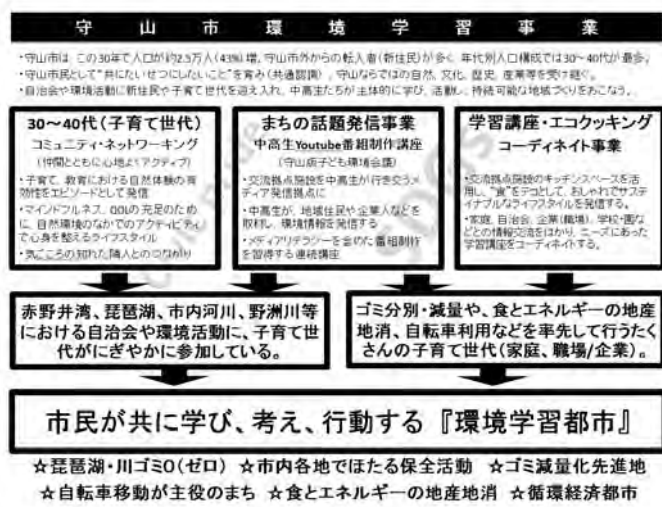 守山市環境学習事業
・守山市は、この30年で人口が約2.5万人(43%)増、守山市外からの転入者(新住民)が多く、年代別人口構成では30～40代が最多。
・守山市民として"共にたいせつにしたいこと"を育み(共通認識)、守山ならではの自然、文化、歴史、産業等を受け継ぐ。
・自治会や環境活動に新住民や子育て世代を迎え入れ、中高生たちが主体的に学び、活動し、持続可能な地域づくりをおこなう。
30～40代(子育て世代)
コミュニティ・ネットワーキング
(仲間とともに心地よくアクティブ)
・子育て、教育における自然体験の有
効性をエピソードとして発信
・マインドフルネス、QOLの充足のため
に、自然環境のなかでのアクティビティ
で心身を整えるライフスタイル
・気ごころの知れた隣人とのつながり
まちの話題発信事業
中高生Youtube番組制作講座
(守山版子ども環境会議)
・交流拠点施設を中高生が行き交うメ
ディア発信拠点に
・中高生が、地域住民や企業人などを
取材し、環境情報を発信する
・メディアリテラシーを含めた番組制作
を習得する連続講座
学習講座・エコクッキング
コーディネイト事業
・交流拠点施設のキッチンスペースを活
用し、"食"をテコとして、おしゃれでサステ
イナブルなライフスタイルを発信する。
・家庭、自治会、企業(職場)、学校・園な
どとの情報交流をはかり、ニーズにあった
学習講座をコーディネイトする。
赤野井湾、琵琶湖、市内河川、野洲川等
における自治会や環境活動に、子育て世
代がにぎやかに参加している。
ゴミ分別・減量や、食とエネルギーの地産
地消、自転車利用などを率先して行うたく
さんの子育て世代(家庭、職場/企業)。
市民が共に学び、考え、行動する『環境学習都市』
☆琵琶湖・川ゴミ0(ゼロ) ☆市内各地でほたる保全活動 ☆ゴミ減量化先進地
☆自転車移動が主役のまち ☆食とエネルギーの地産地消 ☆循環経済都市